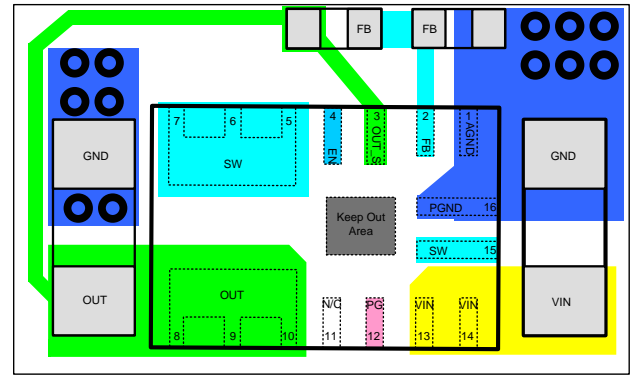 FB FB
7 6 5 4 3 2 1
EN
OUT_S
FB
AGND
GND
SW
GND
PGND 16
Keep Out
Area
SW 15
OUT
OUT
N/C PG VIN VIN
VIN
8 9 10 11 12 13 14